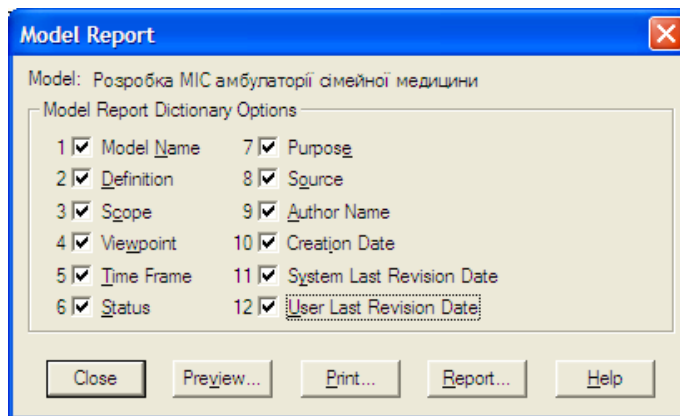 Model Report
Model: Розробка МІС амбулаторії сімейної медицини
Model Report Dictionary Options
1 Model Name 7 Purpose
2 Definition 8 Source
3 Scope 9 Author Name
4 Viewpoint 10 Creation Date
5 Time Frame 11 System Last Revision Date
6 Status 12 User Last Revision Date
Close Preview... Print... Report... Help